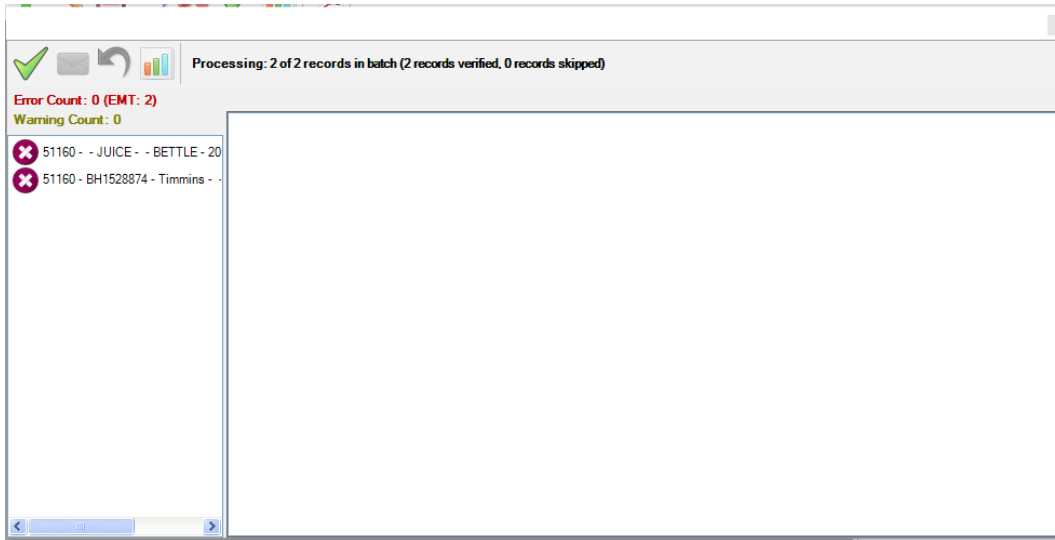 Processing: 2 of 2 records in batch (2 records verified, 0 records skipped)
Error Count: 0 (EMT: 2)
Warning Count: 0
51160 - - JUICE - - BETTLE - 20
51160 - BH1528874 - Timmins - -